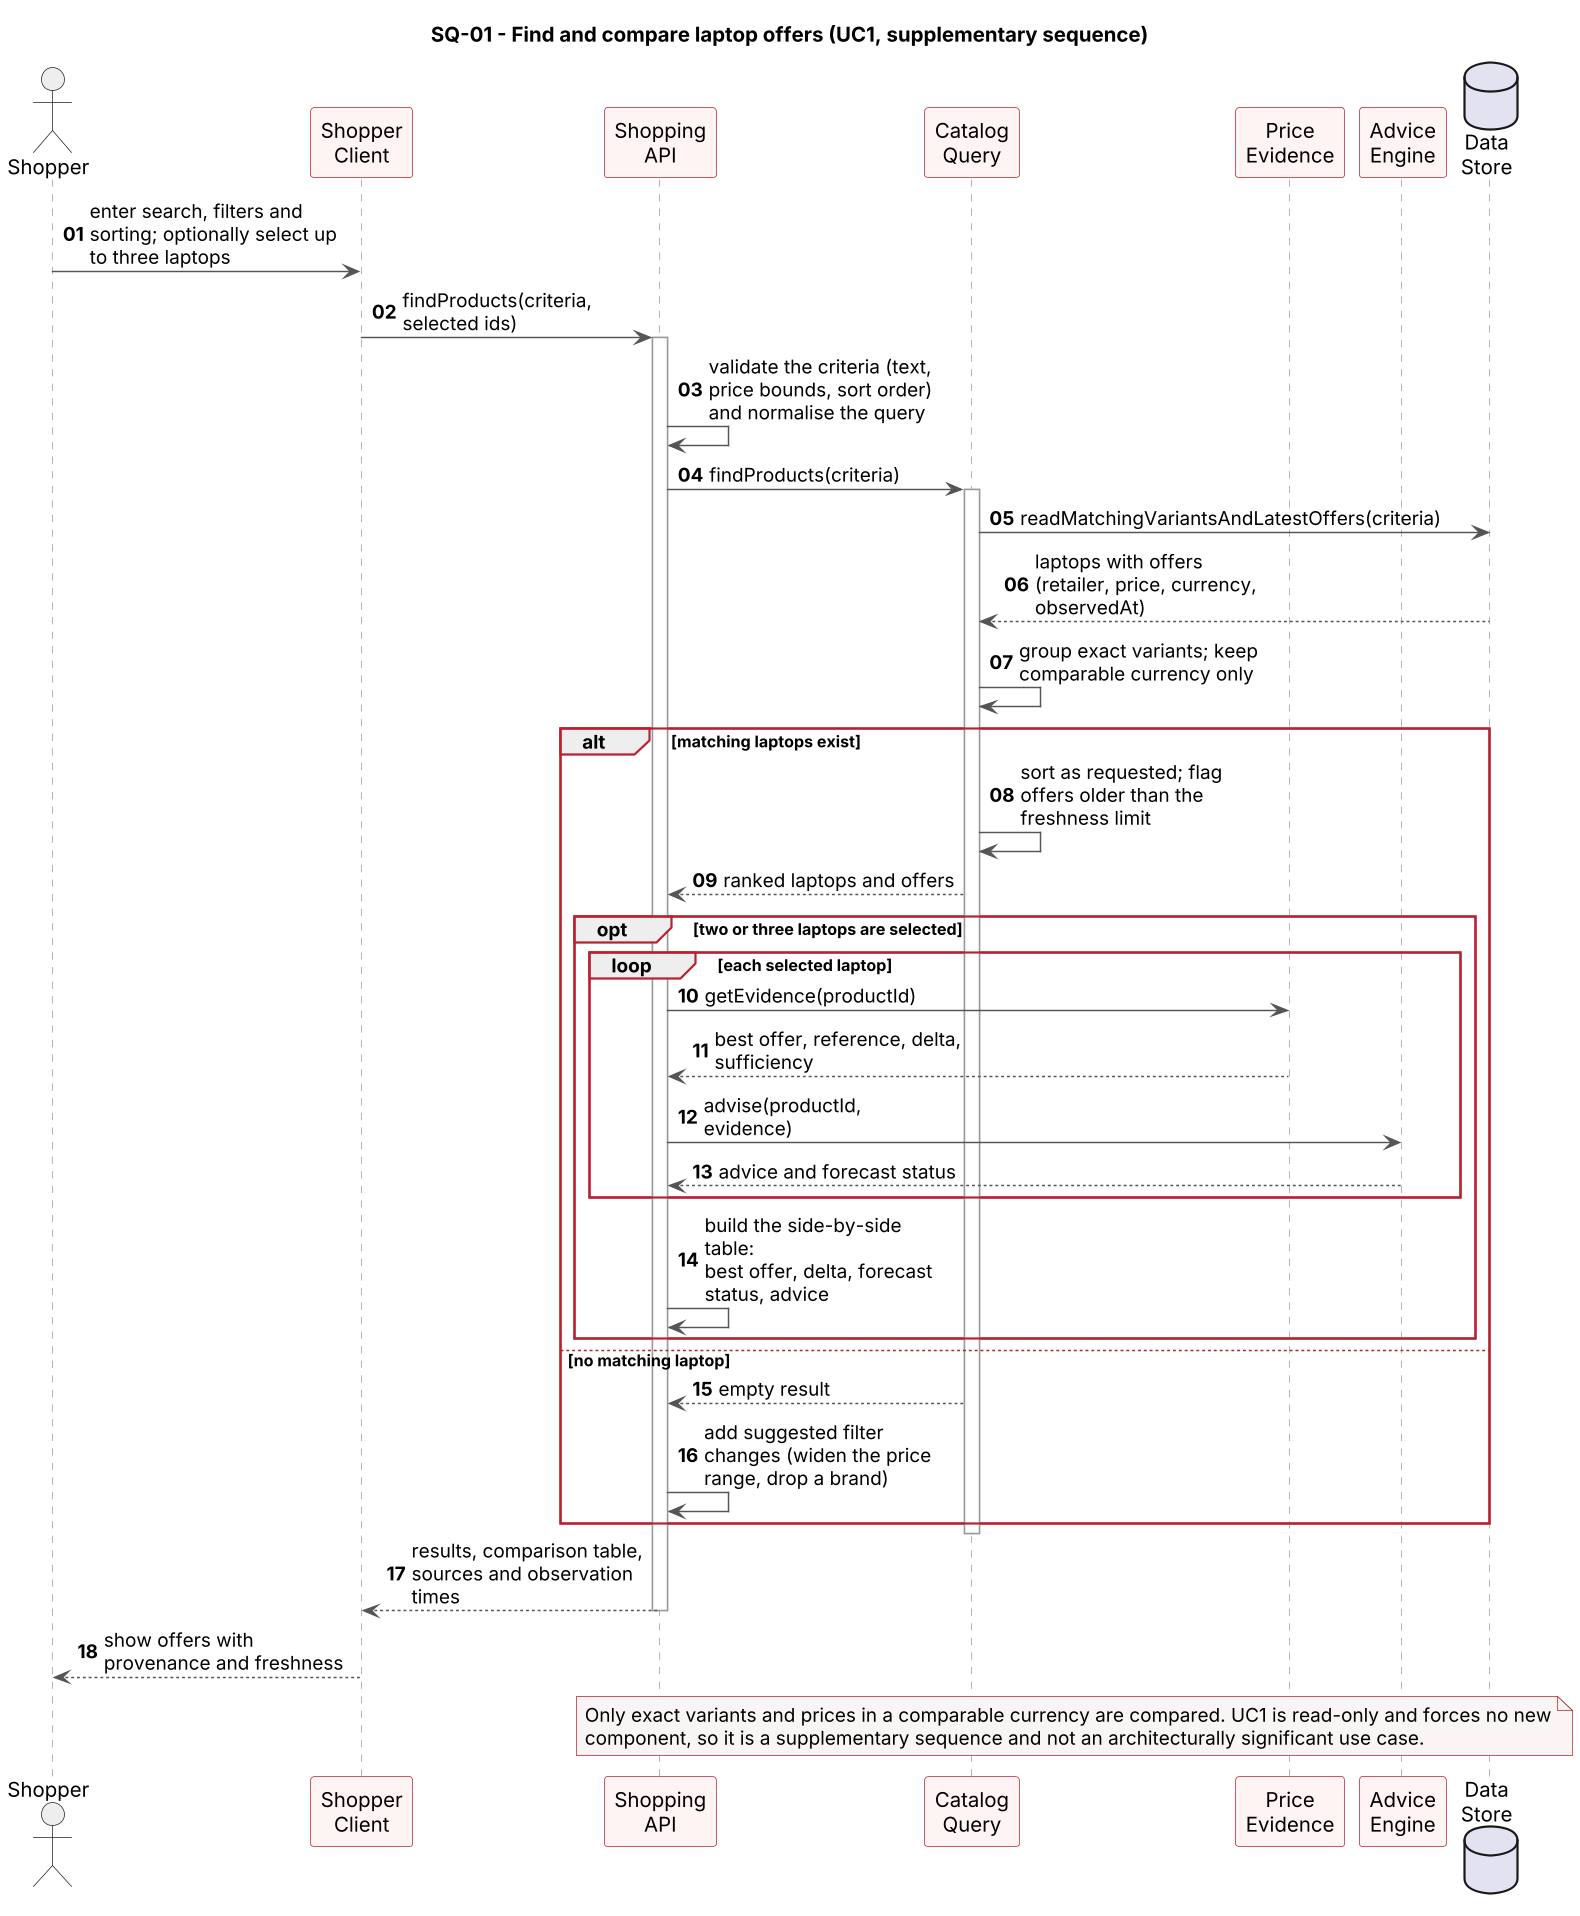 SQ-01 - Find and compare laptop offers (UC1, supplementary sequence)
Shopper
Shopper
Client
Shopping
API
Catalog
Query
Price
Evidence
Advice
Engine
Data
Store
01 enter search, filters and
sorting; optionally select up
to three laptops
02 findProducts(criteria,
selected ids)
03 validate the criteria (text,
price bounds, sort order)
and normalise the query
04 findProducts(criteria)
05 readMatchingVariantsAndLatestOffers(criteria)
06 laptops with offers
(retailer, price, currency,
observedAt)
07 group exact variants; keep
comparable currency only
alt [matching laptops exist]
08 sort as requested; flag
offers older than the
freshness limit
09 ranked laptops and offers
opt [two or three laptops are selected]
loop [each selected laptop]
10 getEvidence(productId)
11 best offer, reference, delta,
sufficiency
12 advise(productId,
evidence)
13 advice and forecast status
14 build the side-by-side
table:
best offer, delta, forecast
status, advice
[no matching laptop]
15 empty result
16 add suggested filter
changes (widen the price
range, drop a brand)
17 results, comparison table,
sources and observation
times
18 show offers with
provenance and freshness
Only exact variants and prices in a comparable currency are compared. UC1 is read-only and forces no new
component, so it is a supplementary sequence and not an architecturally significant use case.
Shopper
Shopper
Client
Shopping
API
Catalog
Query
Price
Evidence
Advice
Engine
Data
Store